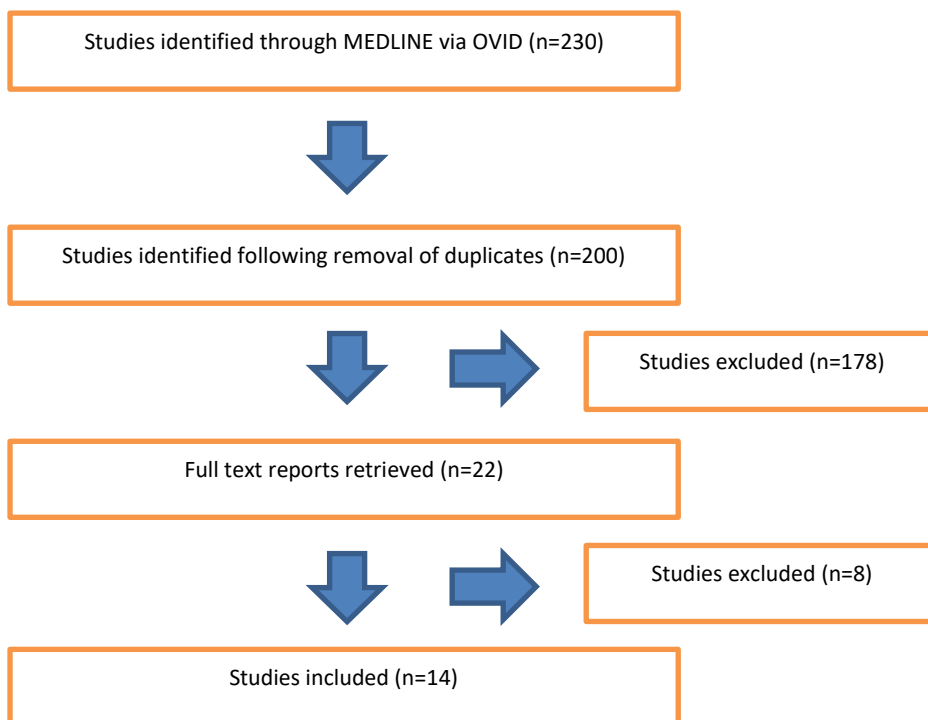 Studies identified through MEDLINE via OVID (n=230)
Studies identified following removal of duplicates (n=200)
Studies excluded (n=178)
Full text reports retrieved (n=22)
Studies excluded (n=8)
Studies included (n=14)